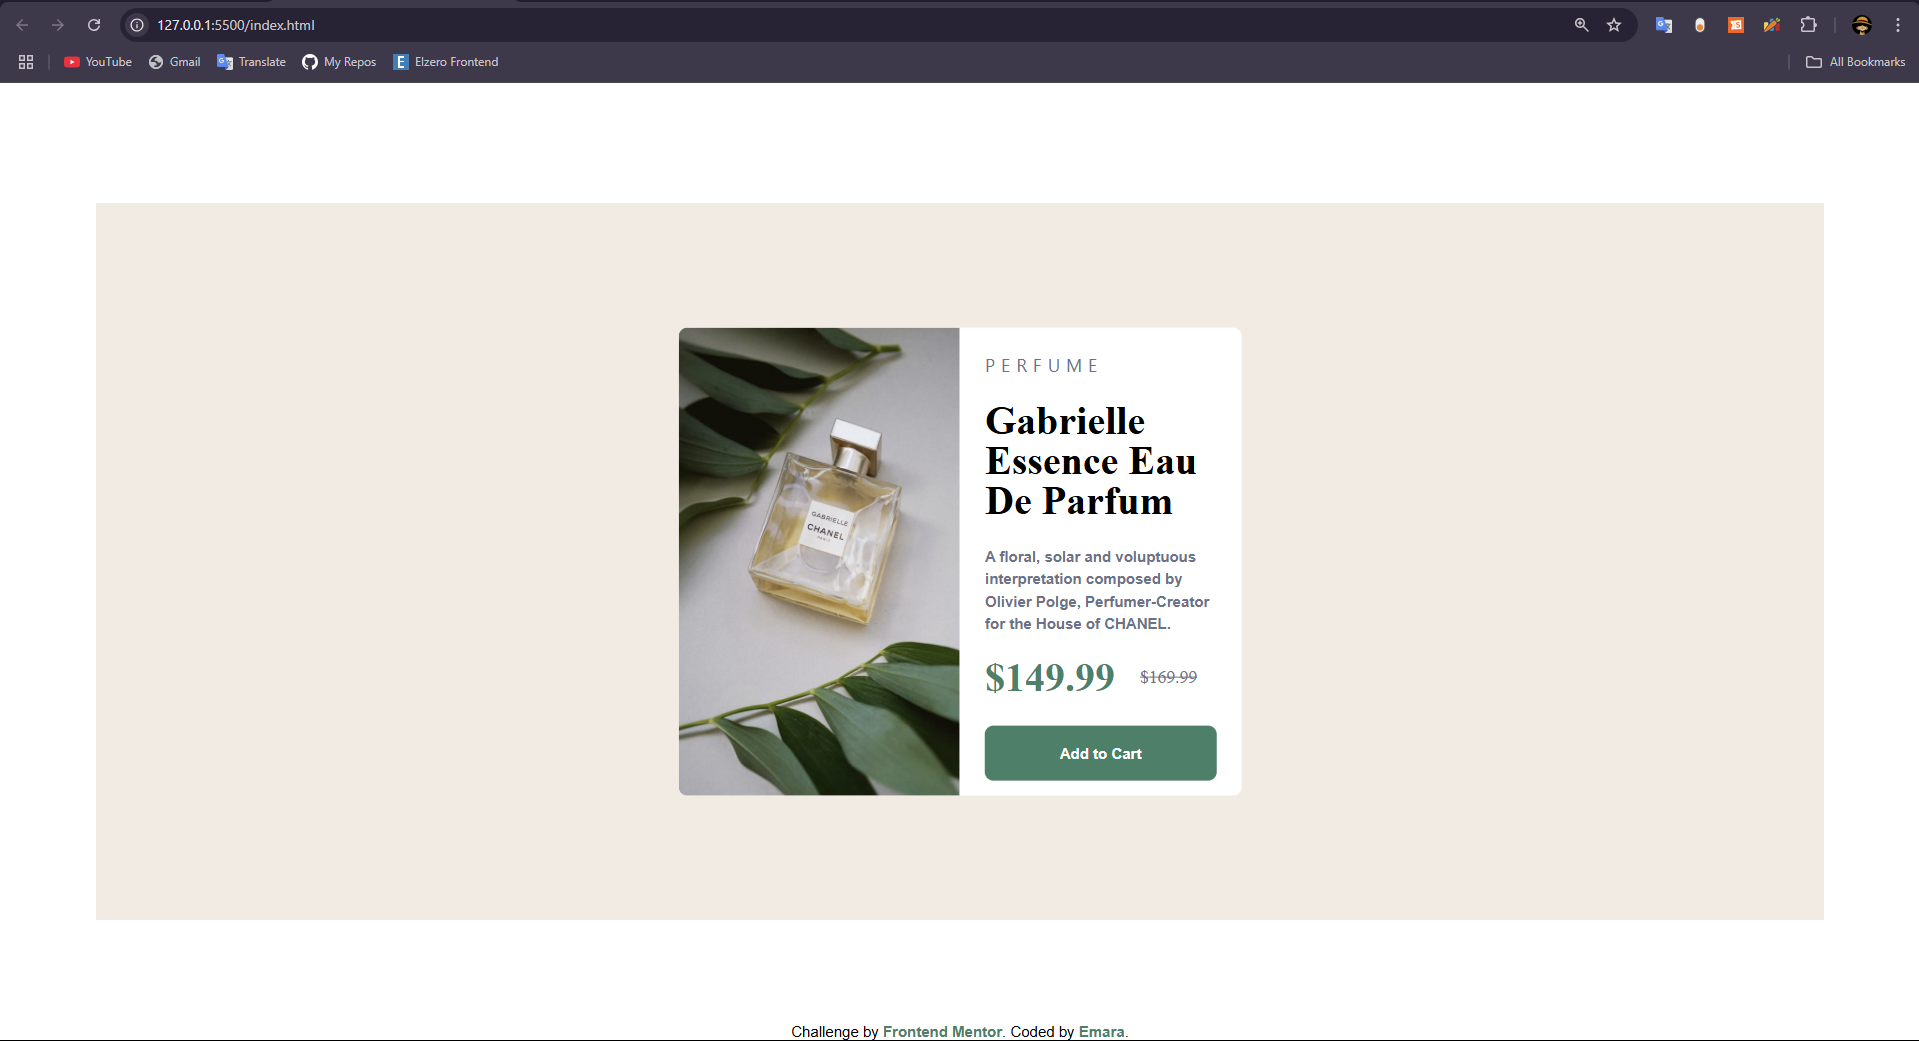 127.0.0.1:5500/index.html
YouTube Gmail Translate My Repos E Elzero Frontend All Bookmarks
PERFUME
Gabrielle
Essence Eau
De Parfum
GABRIELLE
CHANEL
PARIS
A floral, solar and voluptuous
interpretation composed by
Olivier Polge, Perfumer-Creator
for the House of CHANEL.
$149.99 $169.99
Add to Cart
Challenge by Frontend Mentor. Coded by Emara.